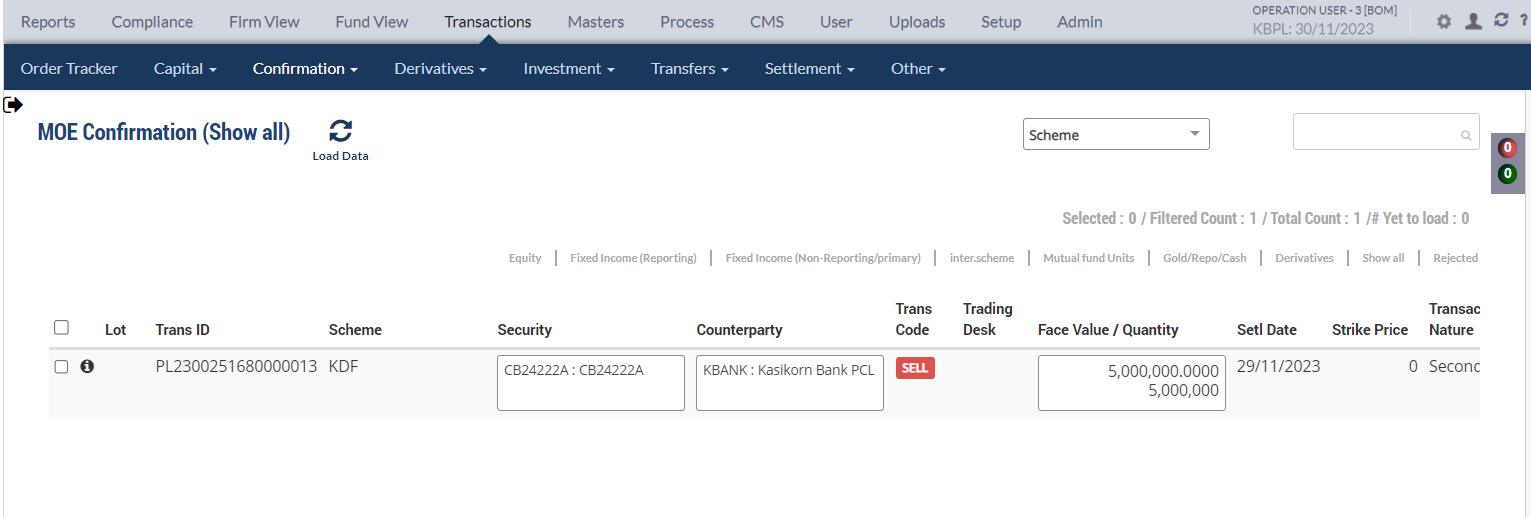 Reports Compliance Firm View Fund View Transactions Masters Process CMS User Uploads Setup Admin
OPERATION USER - 3 [BOM]
KBPL: 30/11/2023
?
Order Tracker Capital Confirmation Derivatives Investment Transfers Settlement Other
MOE Confirmation (Show all)
Load Data
Scheme
0
0
Selected : 0 / Filtered Count : 1 / Total Count : 1 /# Yet to load : 0
Equity | Fixed Income (Reporting) | Fixed Income (Non-Reporting/primary) | inter.scheme | Mutual fund Units | Gold/Repo/Cash | Derivatives | Show all | Rejected
Lot Trans ID Scheme Security Counterparty Trans Code Trading Desk Face Value / Quantity Setl Date Strike Price Transac Nature
PL2300251680000013 KDF CB24222A : CB24222A KBANK : Kasikorn Bank PCL SELL 5,000,000.0000 29/11/2023 0 Second
5,000,000